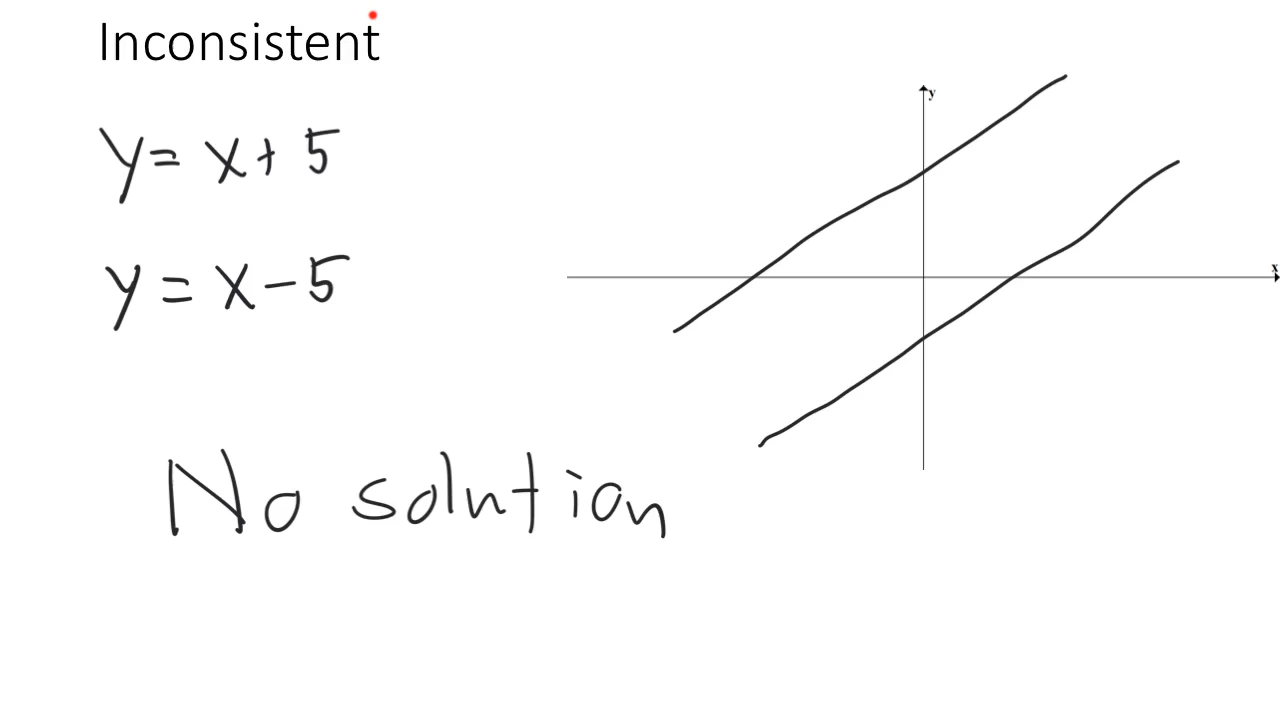 Inconsistent
y = x + 5
y = x - 5
No solution
y
x